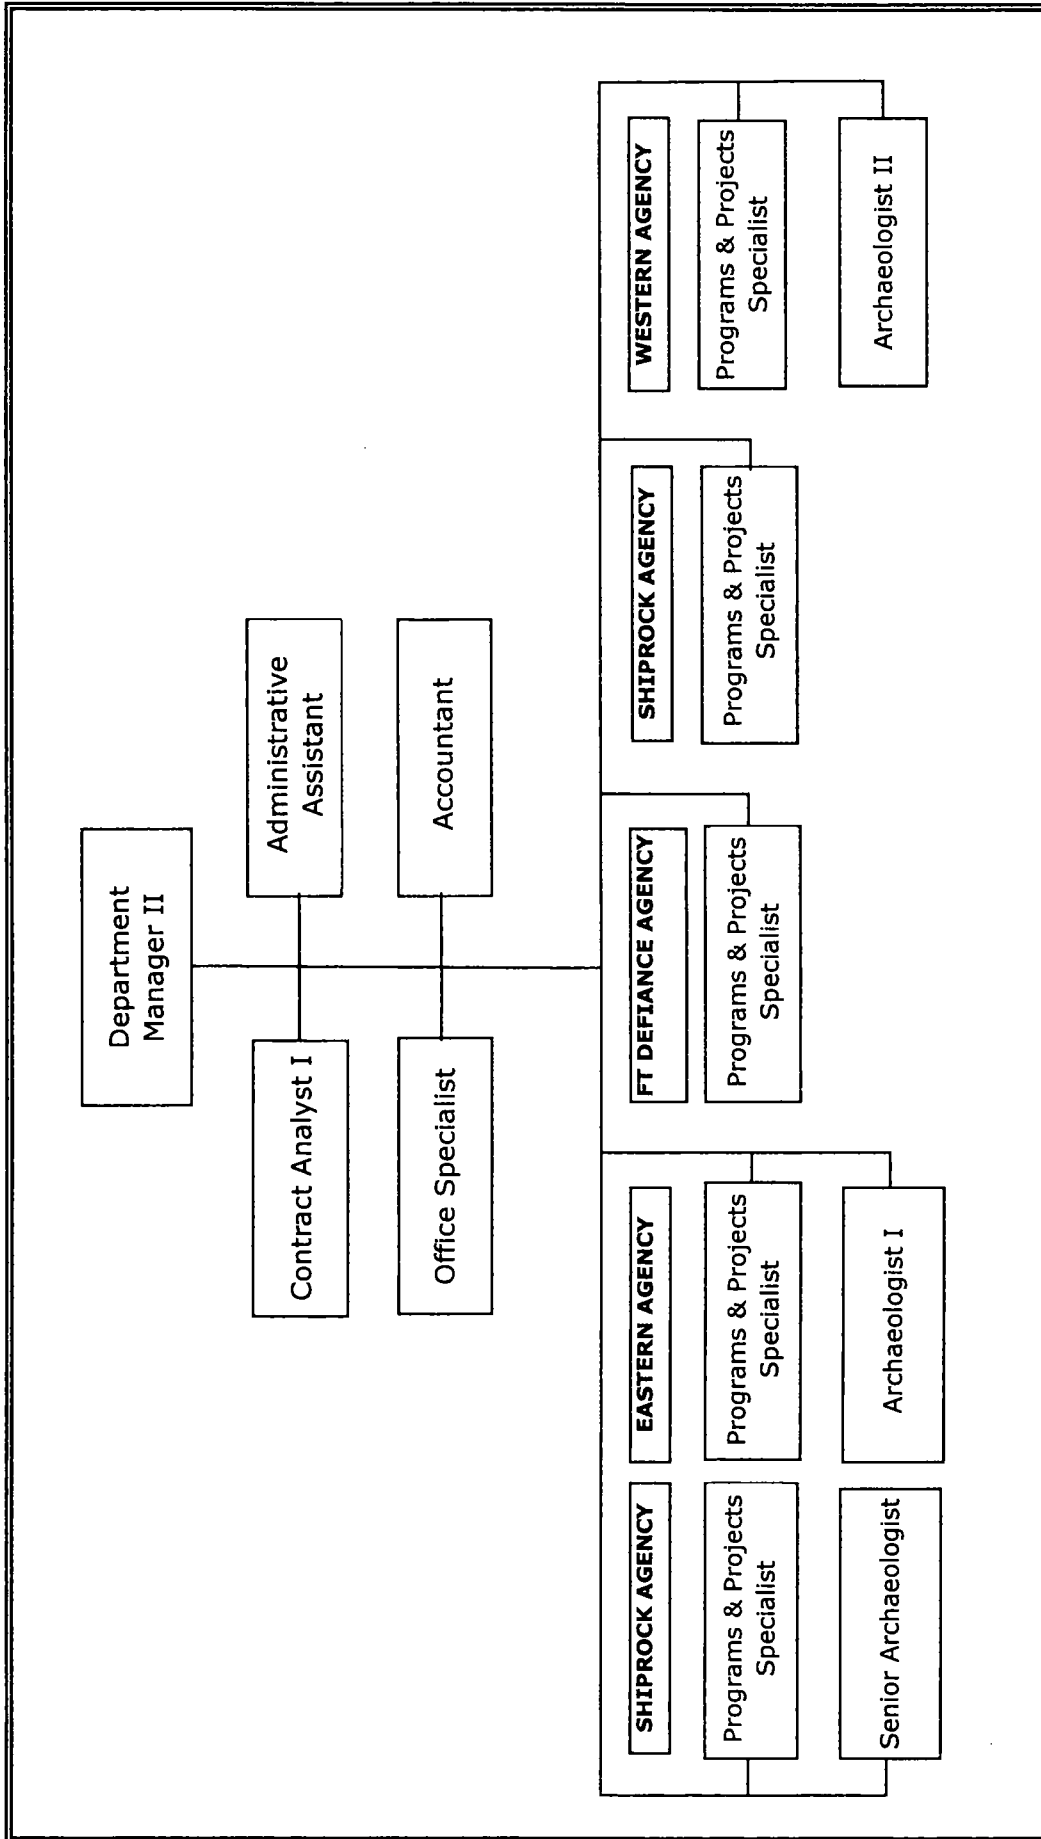 Department
Manager II
Contract Analyst I
Administrative
Assistant
Office Specialist
Accountant
SHIPROCK AGENCY
Programs & Projects
Specialist
Senior Archaeologist
EASTERN AGENCY
Programs & Projects
Specialist
Archaeologist I
FT DEFIANCE AGENCY
Programs & Projects
Specialist
SHIPROCK AGENCY
Programs & Projects
Specialist
WESTERN AGENCY
Programs & Projects
Specialist
Archaeologist II